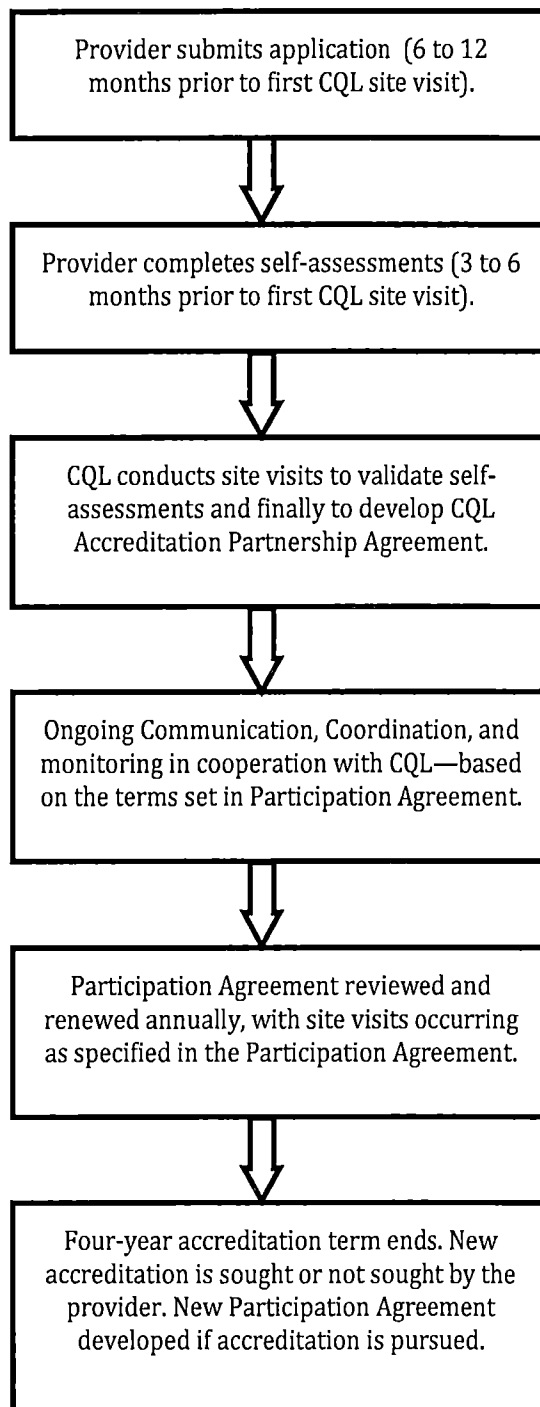 Provider submits application (6 to 12
months prior to first CQL site visit).
Provider completes self-assessments (3 to 6
months prior to first CQL site visit).
CQL conducts site visits to validate self-
assessments and finally to develop CQL
Accreditation Partnership Agreement.
Ongoing Communication, Coordination, and
monitoring in cooperation with CQL—based
on the terms set in Participation Agreement.
Participation Agreement reviewed and
renewed annually, with site visits occurring
as specified in the Participation Agreement.
Four-year accreditation term ends. New
accreditation is sought or not sought by the
provider. New Participation Agreement
developed if accreditation is pursued.